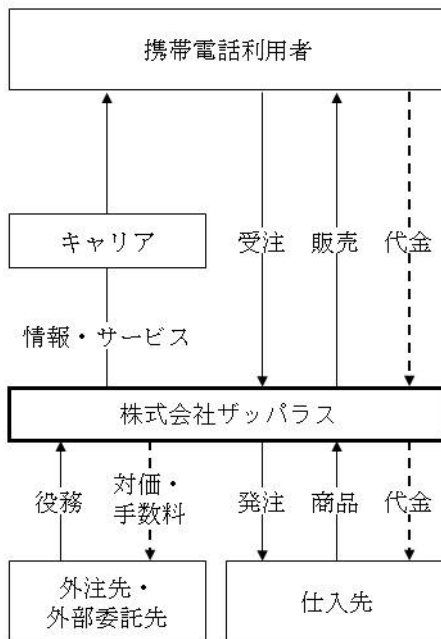 携帯電話利用者
キャリア
受注
販売
代金
情報・サービス
株式会社ザッパラス
役務
対価・
手数料
発注
商品
代金
外注先・
外部委託先
仕入先